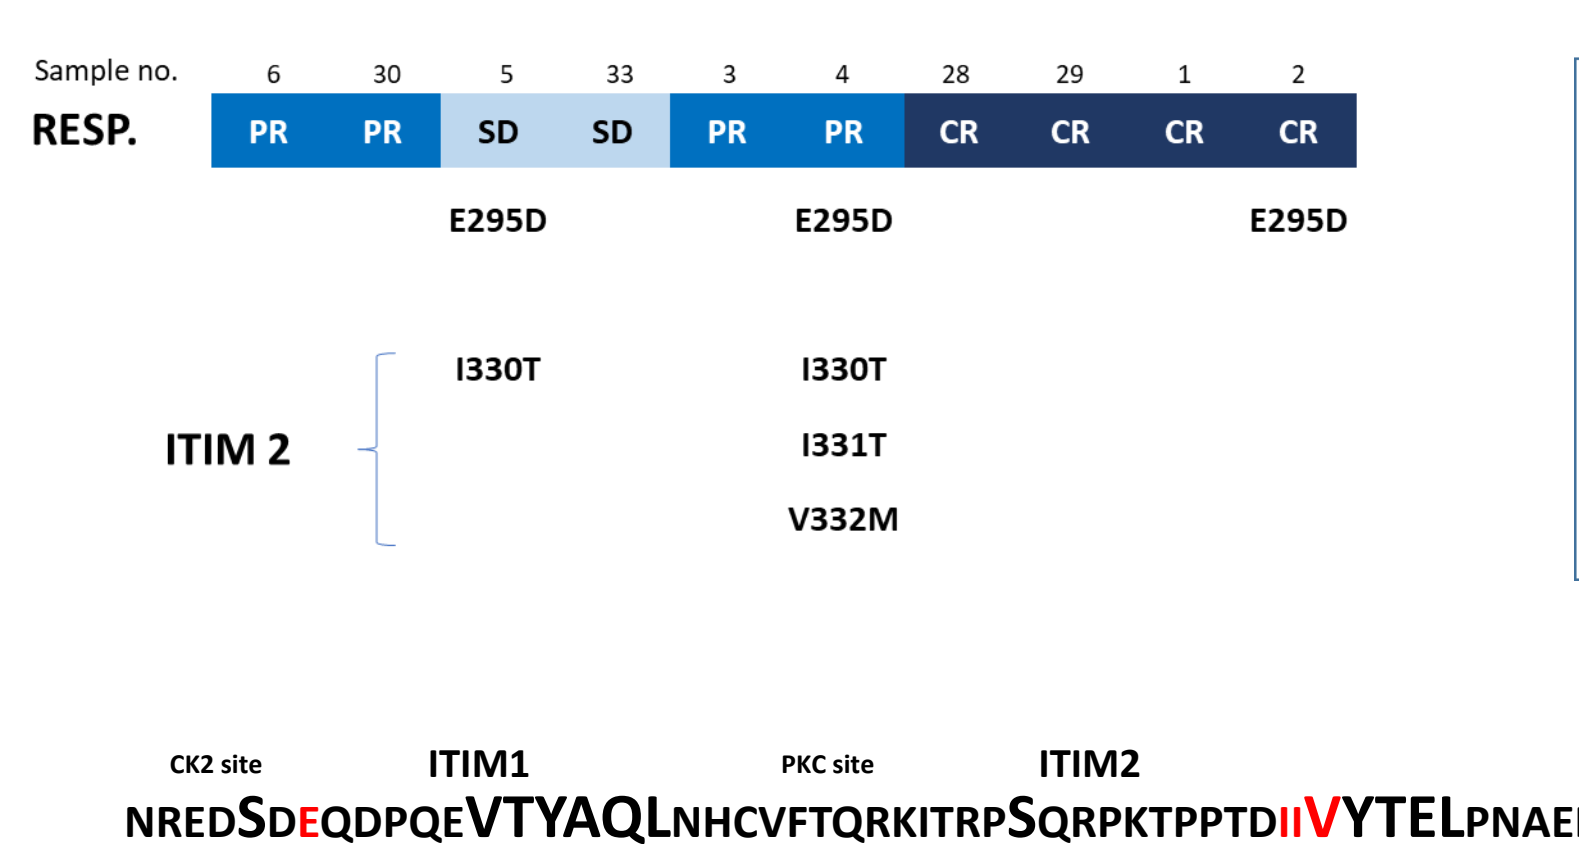 Sample no. 6 30 5 33 3 4 28 29 1 2
RESP. PR PR SD SD PR PR CR CR CR CR
E295D E295D E295D
I330T I330T
I331T
ITIM 2
V332M
CK2 site ITIM1 PKC site ITIM2
NREDSDEQDPQEVTYAQLNHCVFTQRKITRPSQRPKTPPTDIIVYTELPNAE